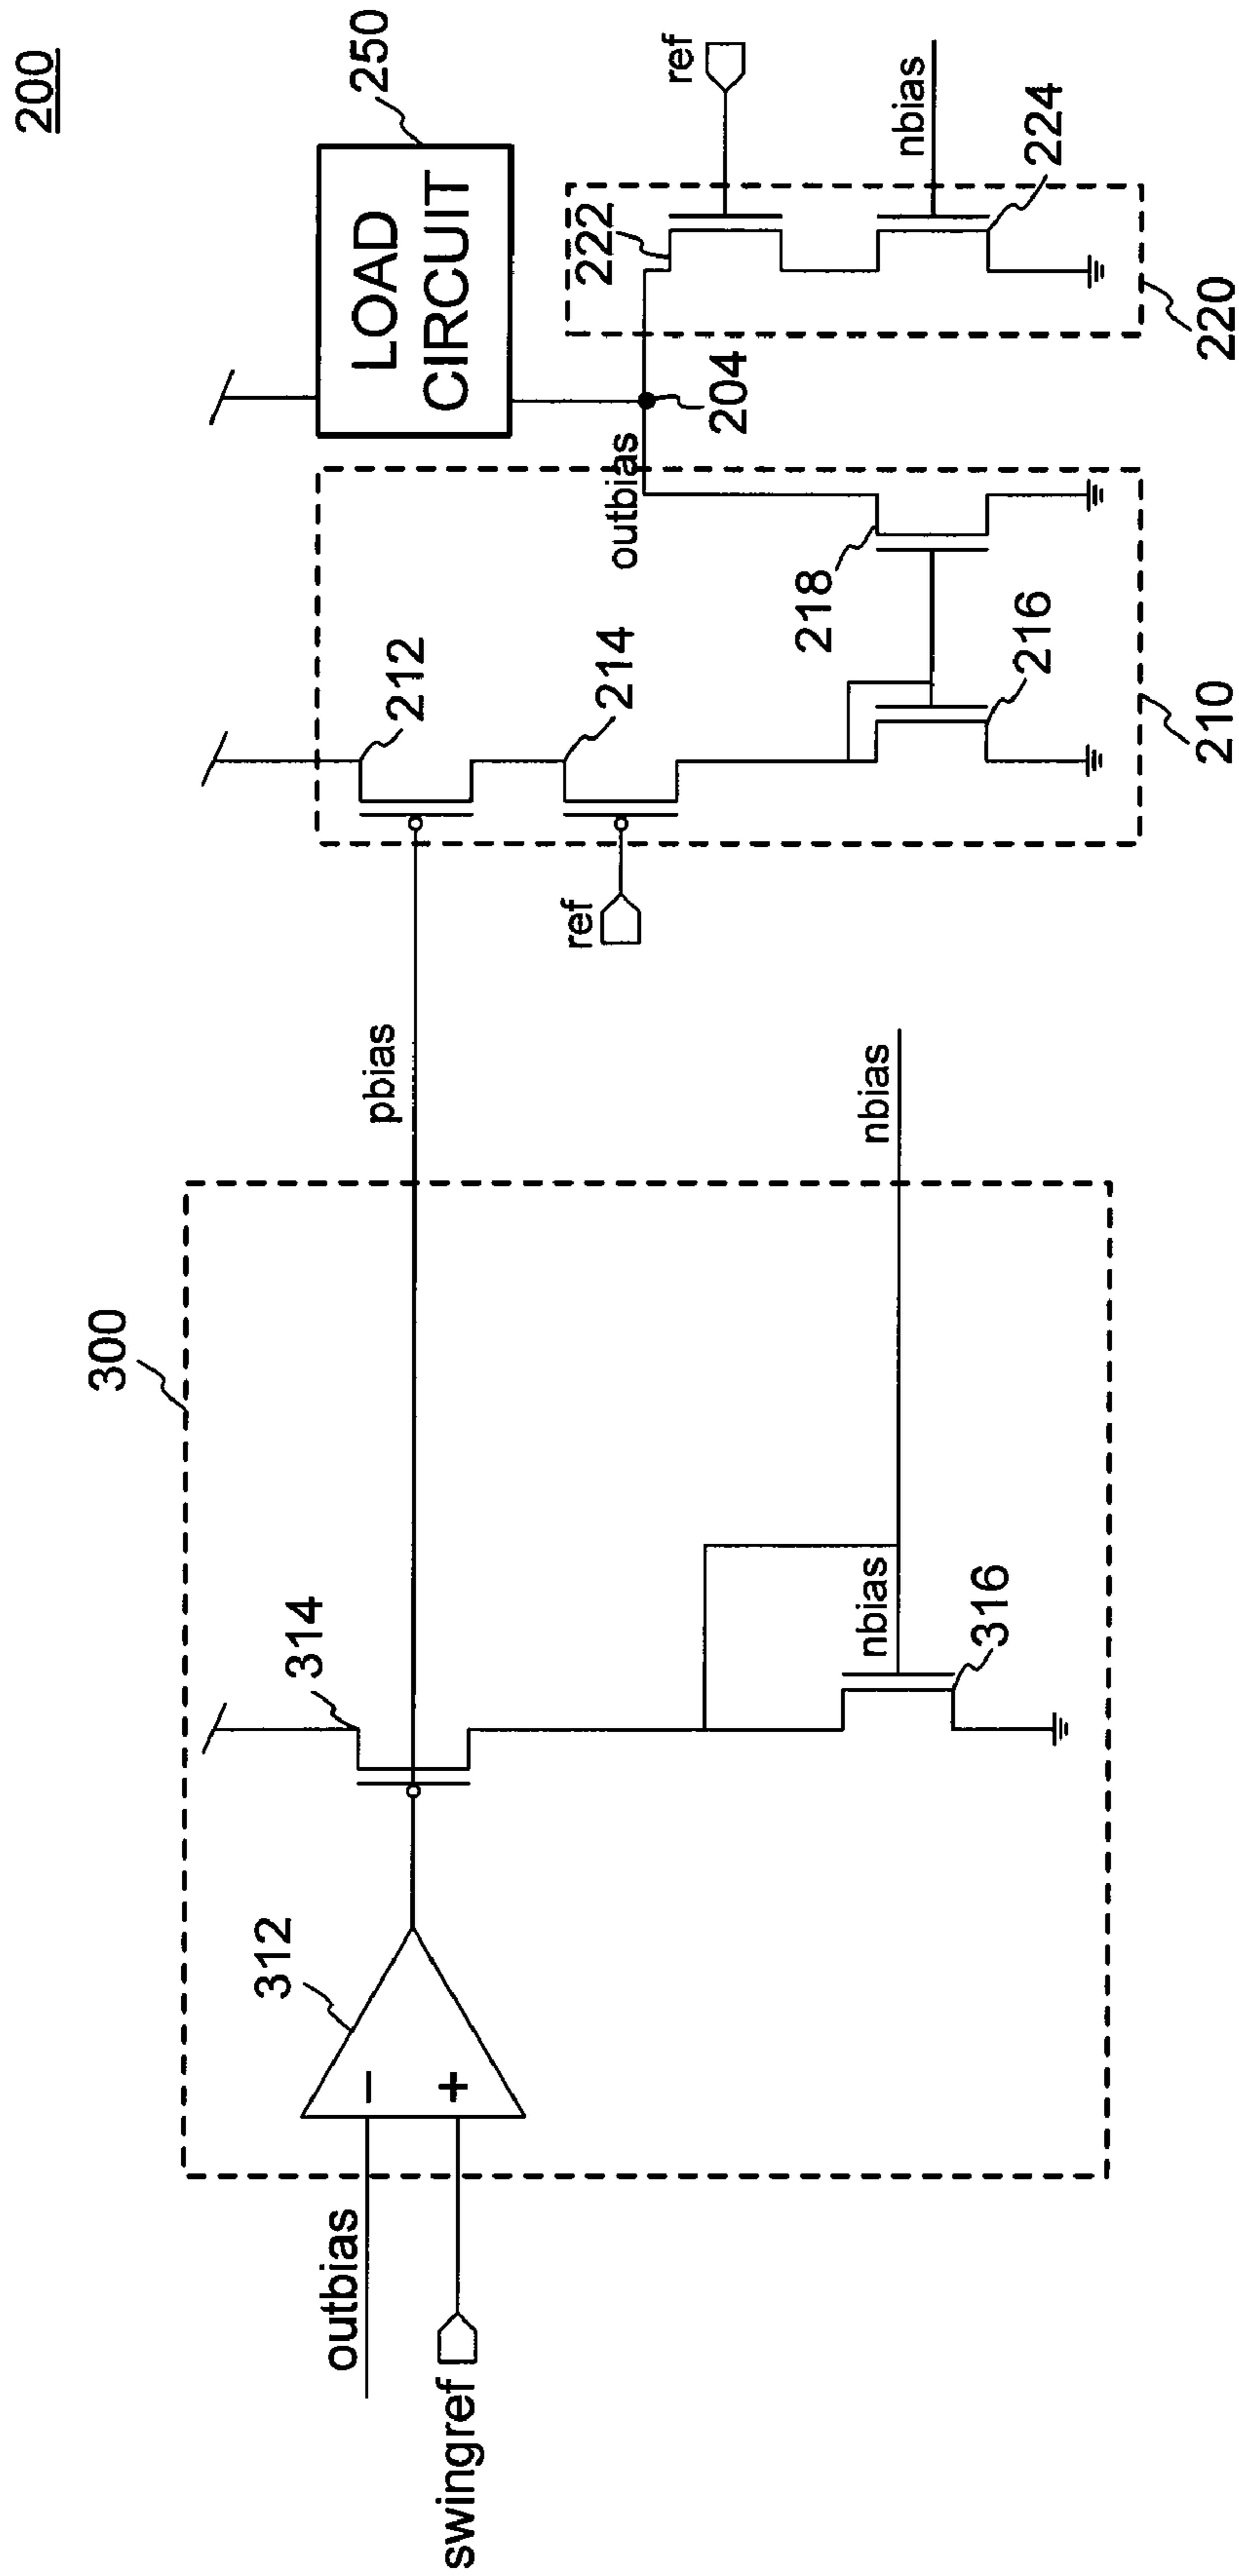 200
300
312
314
316
outbias
swingref
−
+
nbias
nbias
pbias
ref
212
214
216
218
210
outbias
204
LOAD
CIRCUIT
250
222
ref
nbias
224
220